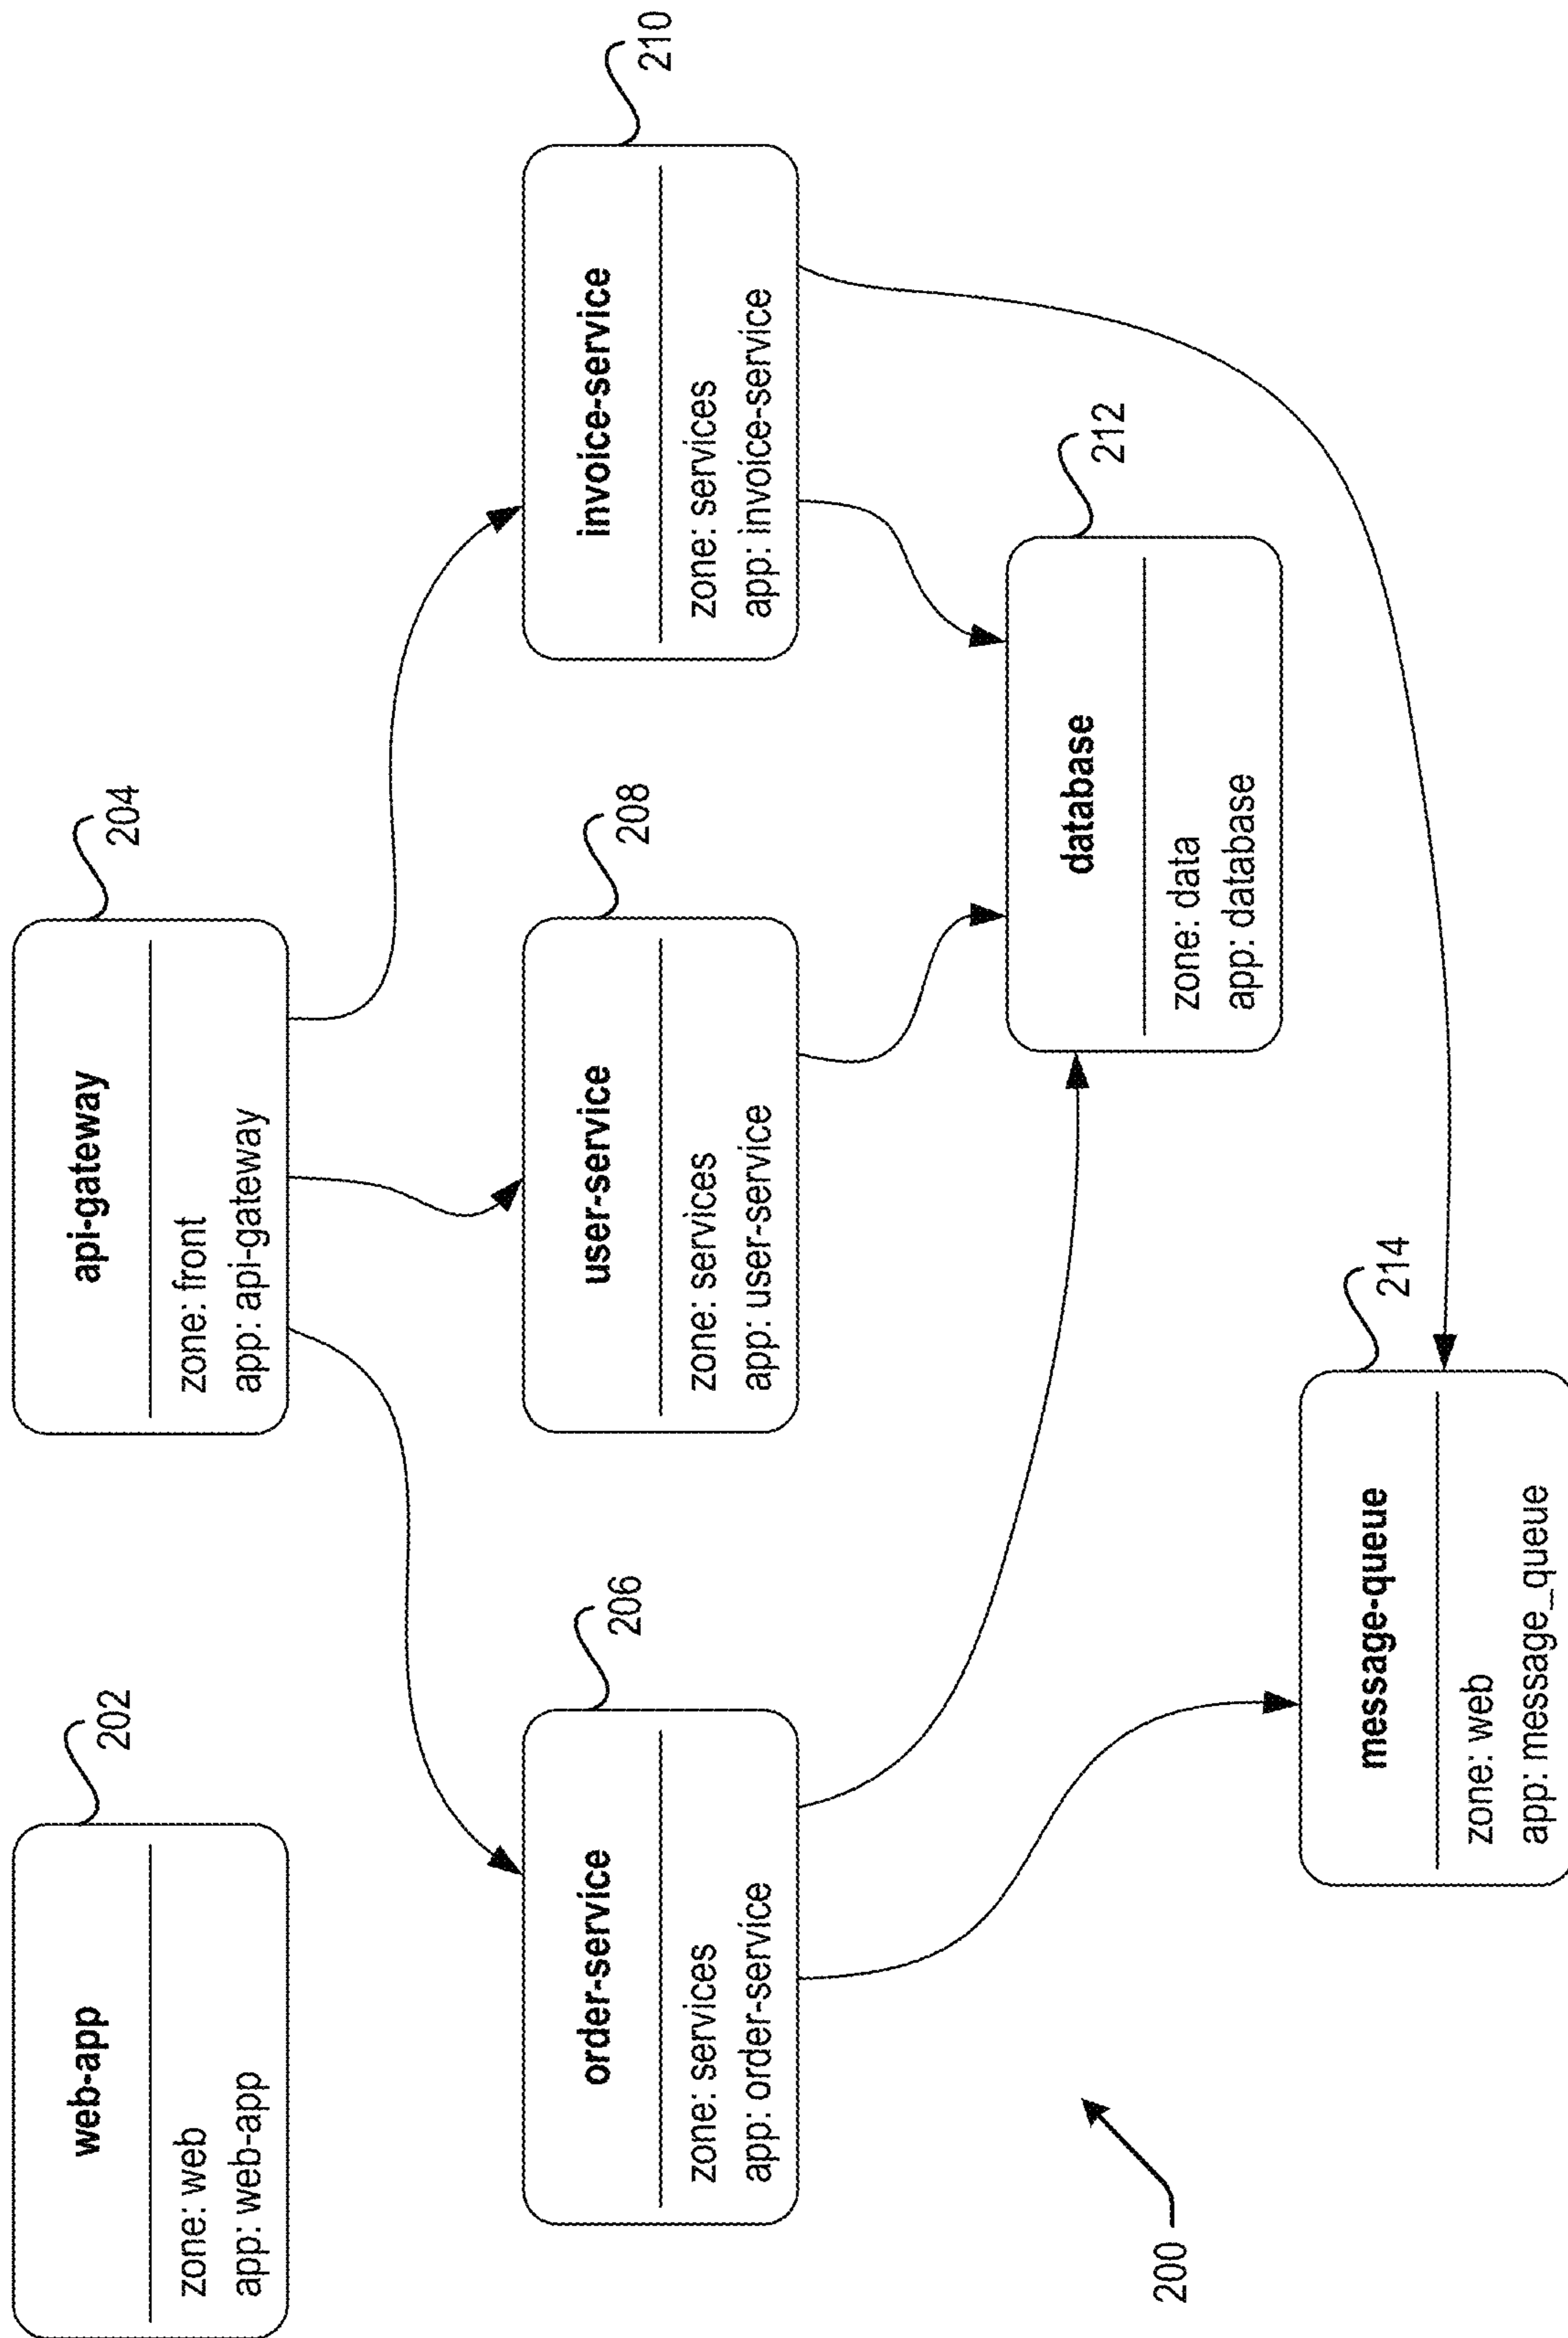 web-app
zone: web
app: web-app
202
api-gateway
zone: front
app: api-gateway
204
order-service
zone: services
app: order-service
206
user-service
zone: services
app: user-service
208
invoice-service
zone: services
app: invoice-service
210
database
zone: data
app: database
212
message-queue
zone: web
app: message_queue
214
200